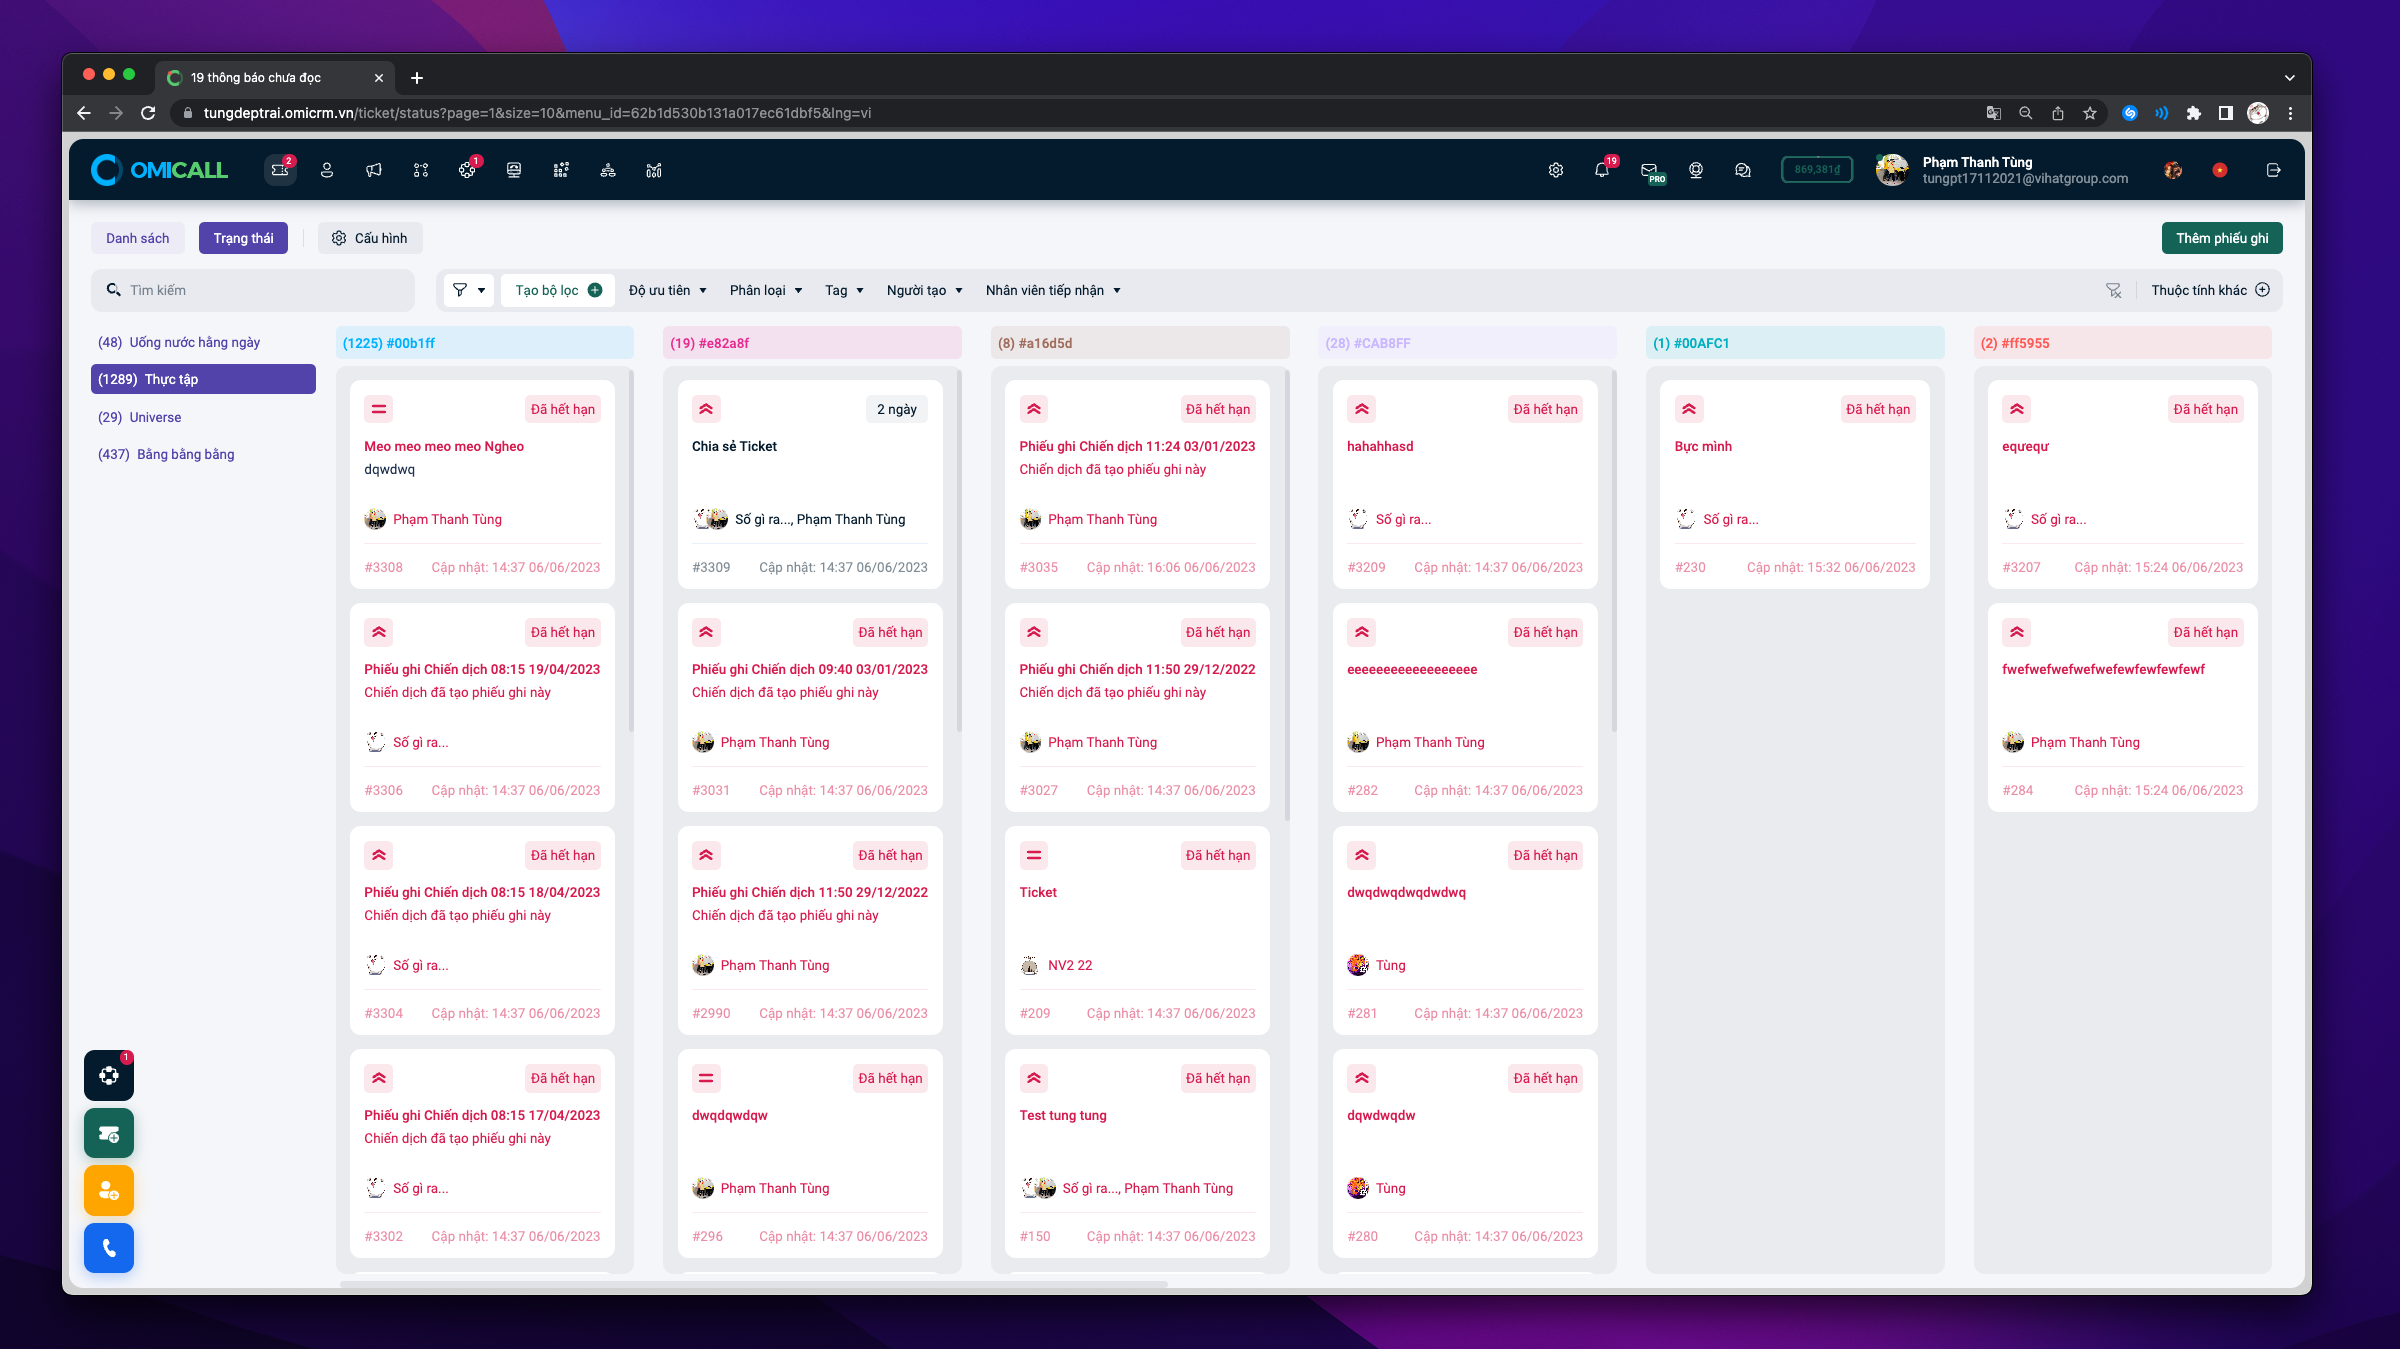 19 thông báo chưa đọc
tungdeptrai.omicrm.vn/ticket/status?page=1&size=10&menu_id=62b1d530b131a017ec61dbf5&lng=vi
OMICALL
2
1
19
PRO
869,381₫
Phạm Thanh Tùng
tungpt17112021@vihatgroup.com
Danh sách
Trạng thái
Cấu hình
Thêm phiếu ghi
Tìm kiếm
Tạo bộ lọc
Độ ưu tiên
Phân loại
Tag
Người tạo
Nhân viên tiếp nhận
Thuộc tính khác
(48) Uống nước hằng ngày
(1289) Thực tập
(29) Universe
(437) Bằng bằng bằng
(1225) #00b1ff
Đã hết hạn
Meo meo meo meo Ngheo
dqwdwq
Phạm Thanh Tùng
#3308 Cập nhật: 14:37 06/06/2023
Đã hết hạn
Phiếu ghi Chiến dịch 08:15 19/04/2023
Chiến dịch đã tạo phiếu ghi này
Số gì ra...
#3306 Cập nhật: 14:37 06/06/2023
Đã hết hạn
Phiếu ghi Chiến dịch 08:15 18/04/2023
Chiến dịch đã tạo phiếu ghi này
Số gì ra...
#3304 Cập nhật: 14:37 06/06/2023
Đã hết hạn
Phiếu ghi Chiến dịch 08:15 17/04/2023
Chiến dịch đã tạo phiếu ghi này
Số gì ra...
#3302 Cập nhật: 14:37 06/06/2023
(19) #e82a8f
2 ngày
Chia sẻ Ticket
Số gì ra..., Phạm Thanh Tùng
#3309 Cập nhật: 14:37 06/06/2023
Đã hết hạn
Phiếu ghi Chiến dịch 09:40 03/01/2023
Chiến dịch đã tạo phiếu ghi này
Phạm Thanh Tùng
#3031 Cập nhật: 14:37 06/06/2023
Đã hết hạn
Phiếu ghi Chiến dịch 11:50 29/12/2022
Chiến dịch đã tạo phiếu ghi này
Phạm Thanh Tùng
#2990 Cập nhật: 14:37 06/06/2023
Đã hết hạn
dwqdqwdqw
Phạm Thanh Tùng
#296 Cập nhật: 14:37 06/06/2023
(8) #a16d5d
Đã hết hạn
Phiếu ghi Chiến dịch 11:24 03/01/2023
Chiến dịch đã tạo phiếu ghi này
Phạm Thanh Tùng
#3035 Cập nhật: 16:06 06/06/2023
Đã hết hạn
Phiếu ghi Chiến dịch 11:50 29/12/2022
Chiến dịch đã tạo phiếu ghi này
Phạm Thanh Tùng
#3027 Cập nhật: 14:37 06/06/2023
Đã hết hạn
Ticket
NV2 22
#209 Cập nhật: 14:37 06/06/2023
Đã hết hạn
Test tung tung
Số gì ra..., Phạm Thanh Tùng
#150 Cập nhật: 14:37 06/06/2023
(28) #CAB8FF
Đã hết hạn
hahahhasd
Số gì ra...
#3209 Cập nhật: 14:37 06/06/2023
Đã hết hạn
eeeeeeeeeeeeeeeeee
Phạm Thanh Tùng
#282 Cập nhật: 14:37 06/06/2023
Đã hết hạn
dwqdwqdwqdwdwq
Tùng
#281 Cập nhật: 14:37 06/06/2023
Đã hết hạn
dqwdwqdw
Tùng
#280 Cập nhật: 14:37 06/06/2023
(1) #00AFC1
Đã hết hạn
Bực mình
Số gì ra...
#230 Cập nhật: 15:32 06/06/2023
(2) #ff5955
Đã hết hạn
equequ
Số gì ra...
#3207 Cập nhật: 15:24 06/06/2023
Đã hết hạn
fwefwefwefwefwefewfewfewfewf
Phạm Thanh Tùng
#284 Cập nhật: 15:24 06/06/2023
1